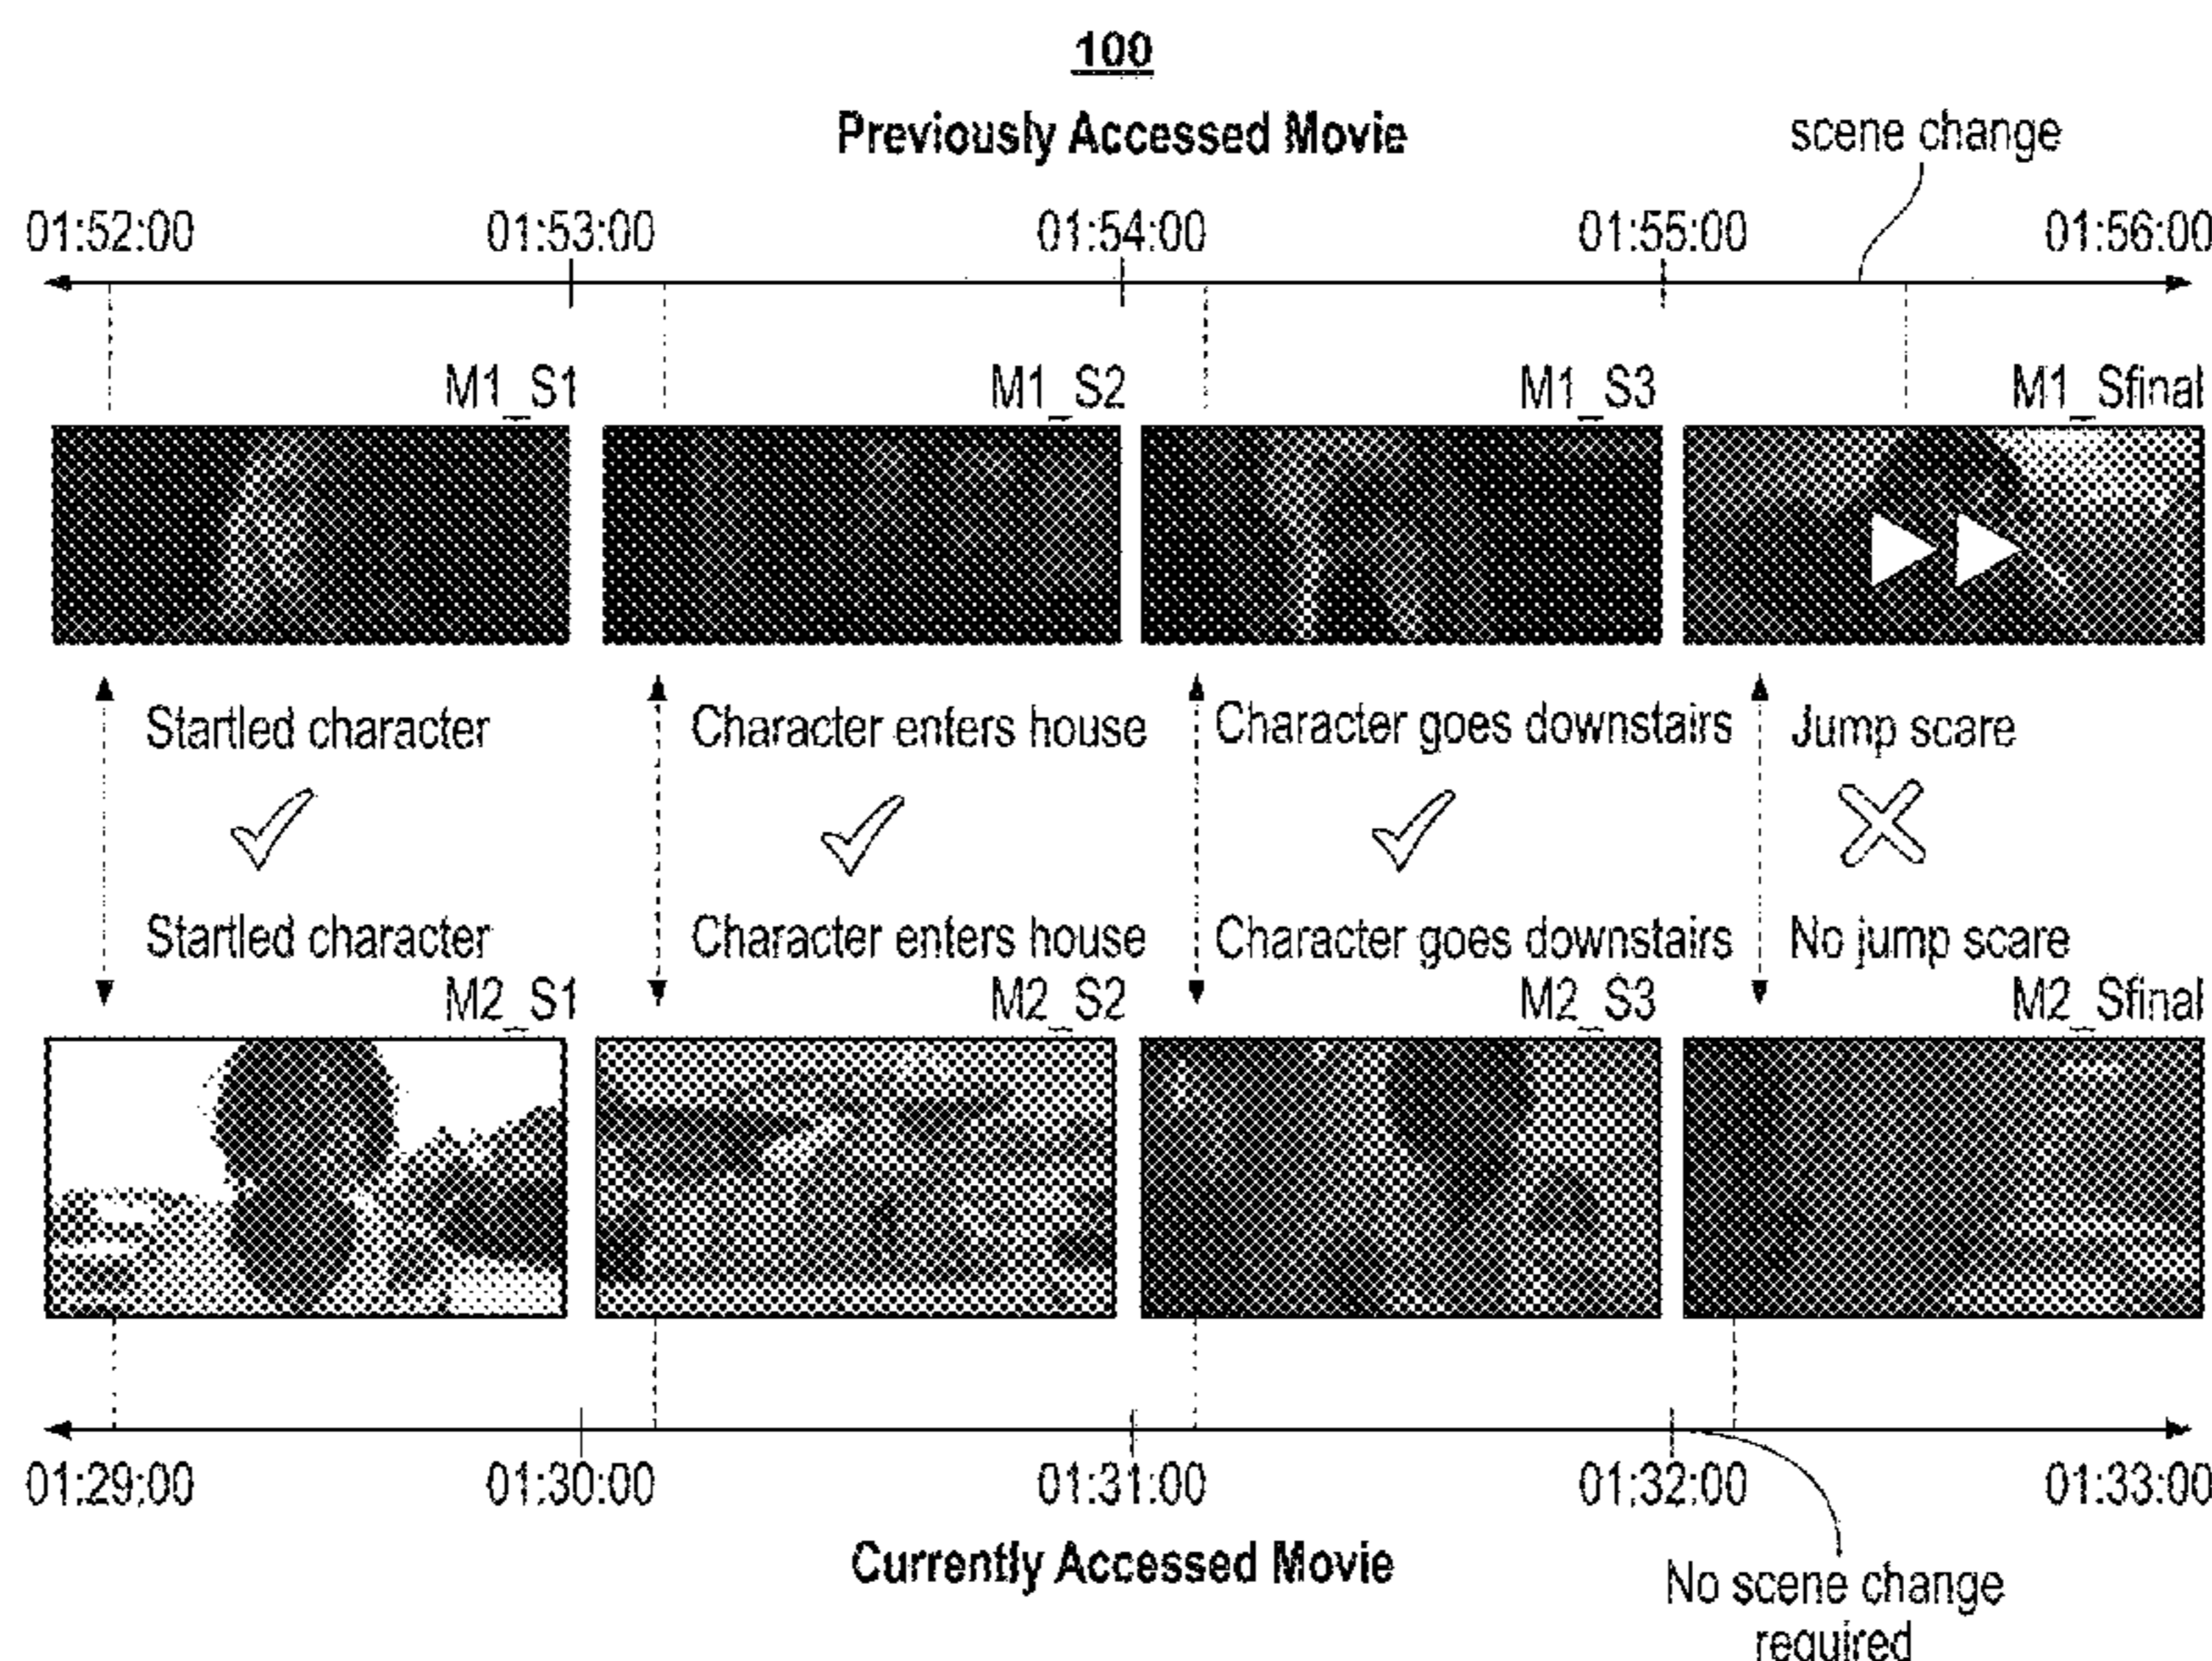 100
Previously Accessed Movie
scene change
01:52:00 01:53:00 01:54:00 01:55:00 01:56:00
M1_S1 M1_S2 M1_S3 M1_Sfinal
Startled character Character enters house Character goes downstairs Jump scare
Startled character Character enters house Character goes downstairs No jump scare
M2_S1 M2_S2 M2_S3 M2_Sfinal
01:29:00 01:30:00 01:31:00 01:32:00 01:33:00
Currently Accessed Movie
No scene change
required